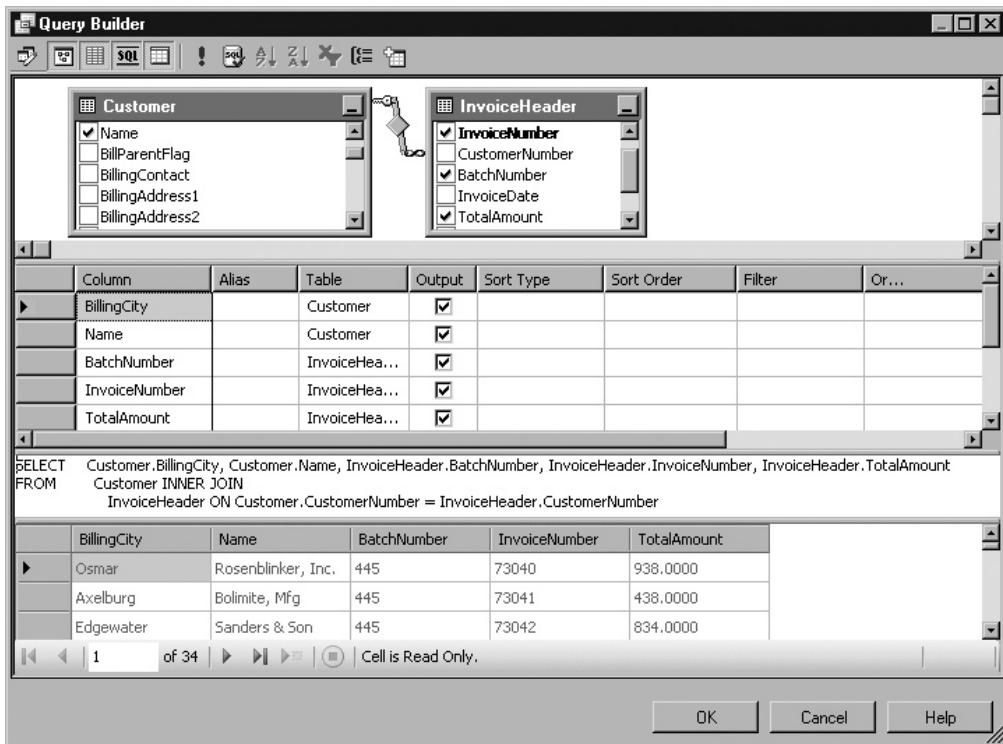 Query Builder
SQL
SQL
Customer
Name
BillParentFlag
BillingContact
BillingAddress1
BillingAddress2
InvoiceHeader
InvoiceNumber
CustomerNumber
BatchNumber
InvoiceDate
TotalAmount
Column Alias Table Output Sort Type Sort Order Filter Or...
BillingCity Customer
Name Customer
BatchNumber InvoiceHea...
InvoiceNumber InvoiceHea...
TotalAmount InvoiceHea...
SELECT Customer.BillingCity, Customer.Name, InvoiceHeader.BatchNumber, InvoiceHeader.InvoiceNumber, InvoiceHeader.TotalAmount
FROM Customer INNER JOIN
InvoiceHeader ON Customer.CustomerNumber = InvoiceHeader.CustomerNumber
BillingCity Name BatchNumber InvoiceNumber TotalAmount
Osmar Rosenblinker, Inc. 445 73040 938.0000
Axelburg Bolimite, Mfg 445 73041 438.0000
Edgewater Sanders & Son 445 73042 834.0000
1 of 34 Cell is Read Only.
OK Cancel Help